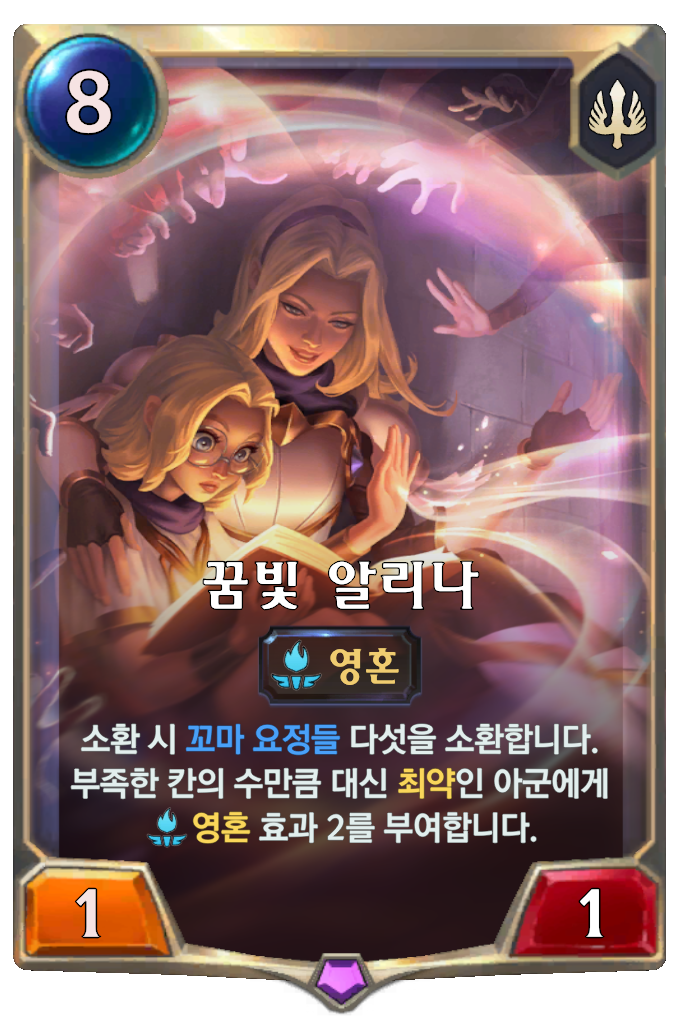 8
꿈빛 알리나
영혼
소환 시 꼬마 요정들 다섯을 소환합니다.
부족한 칸의 수만큼 대신 최약인 아군에게
영혼 효과 2를 부여합니다.
1
1